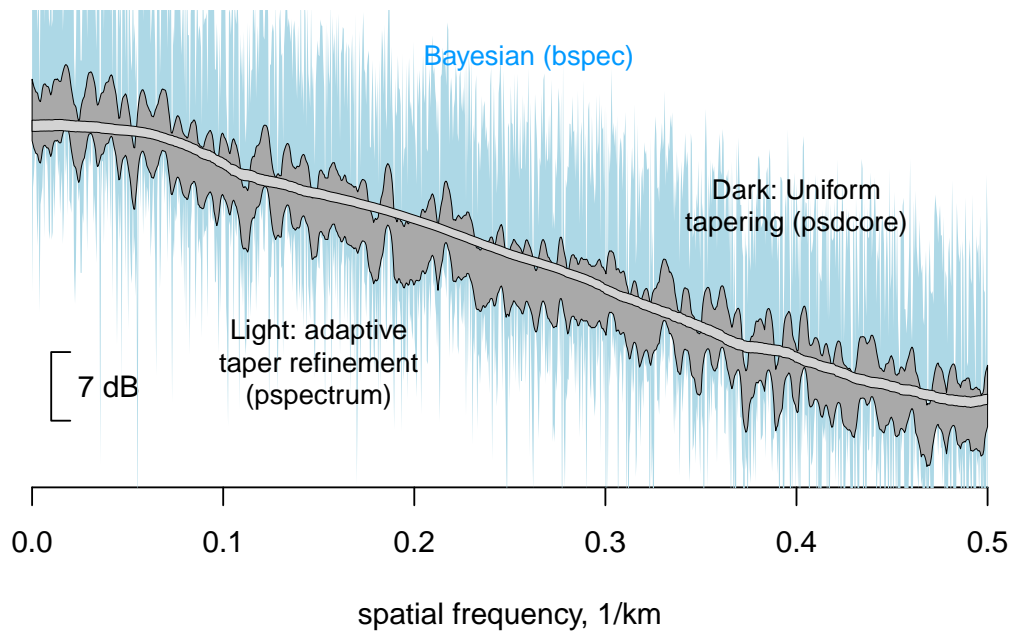 Bayesian (bspec)
Dark: Uniform
tapering (psdcore)
Light: adaptive
taper refinement
(pspectrum)
7 dB
0.0 0.1 0.2 0.3 0.4 0.5
spatial frequency, 1/km